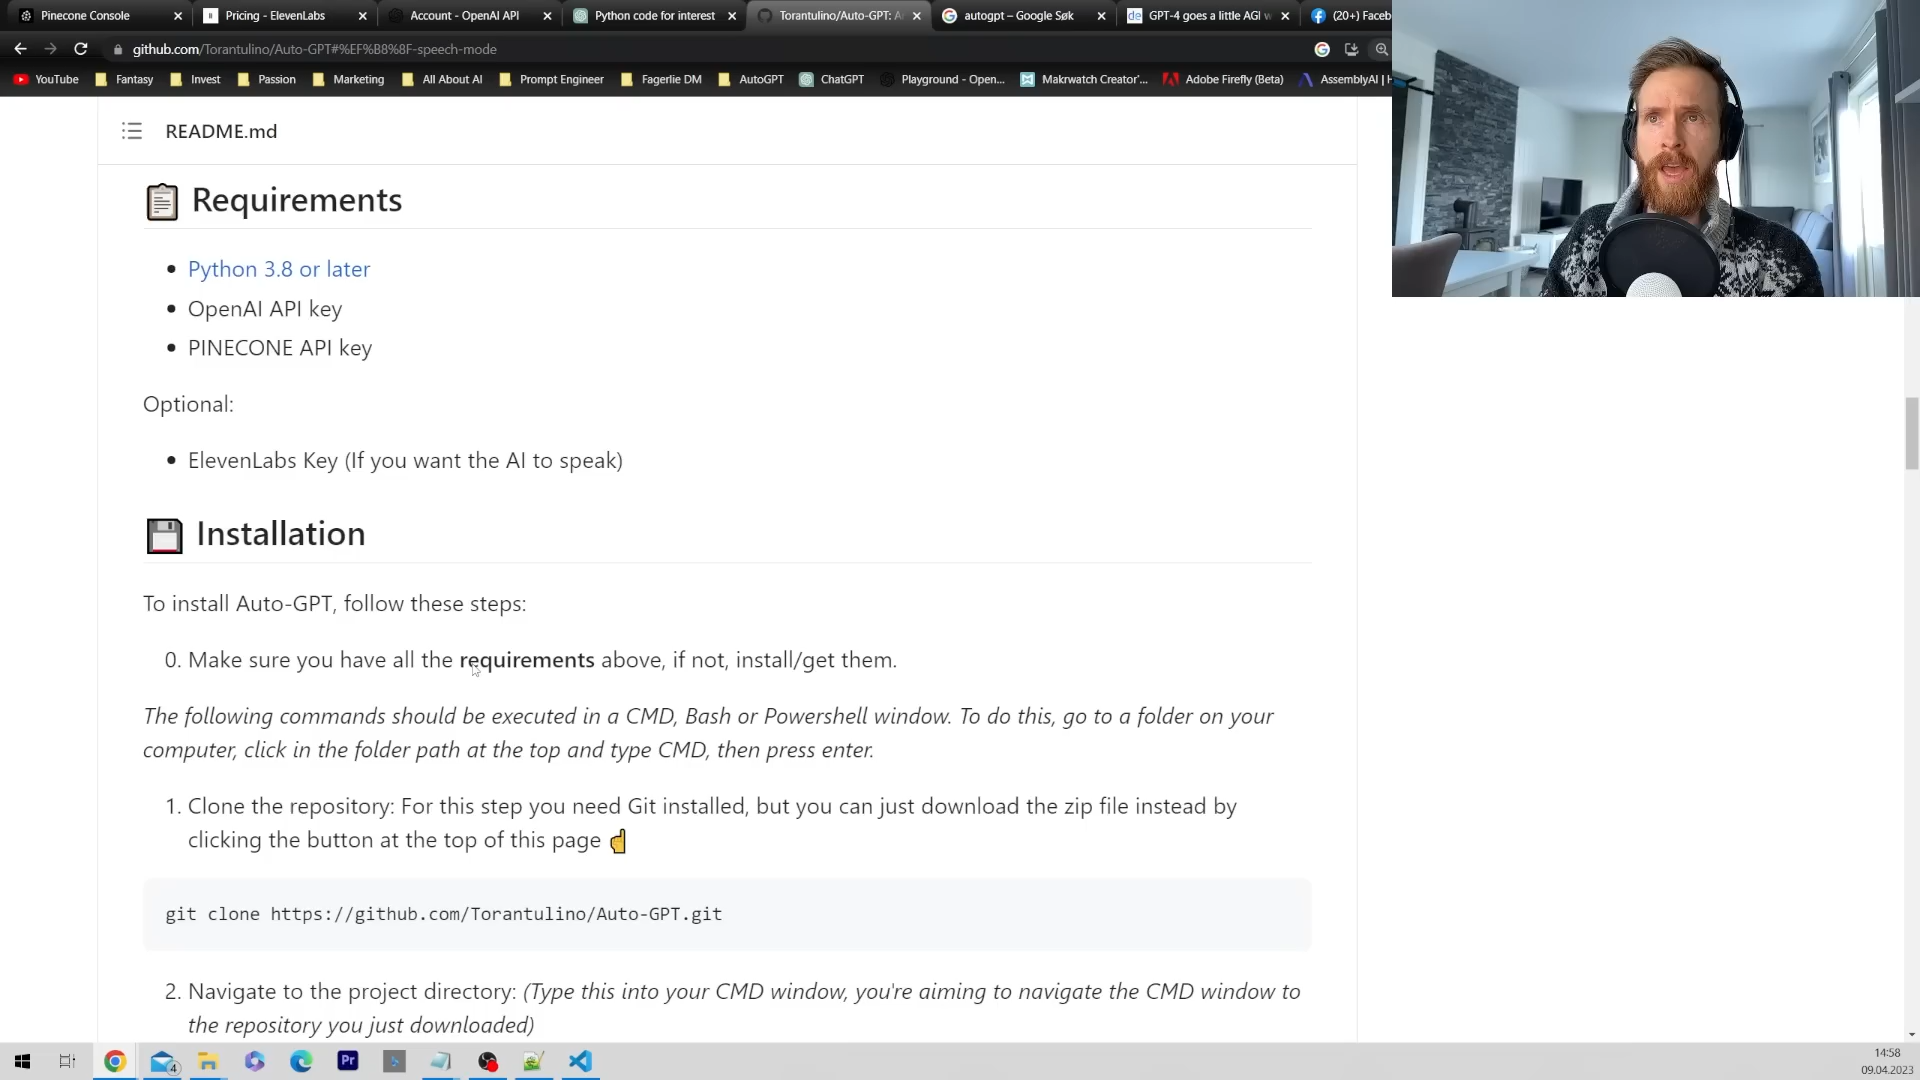 Pinecone Console
Pricing - ElevenLabs
Account - OpenAI API
Python code for interest
Torantulino/Auto-GPT: A
autogpt – Google Søk
GPT-4 goes a little AGI w
(20+) Faceb
github.com/Torantulino/Auto-GPT#%EF%B8%8F-speech-mode
YouTube
Fantasy
Invest
Passion
Marketing
All About AI
Prompt Engineer
Fagerlie DM
AutoGPT
ChatGPT
Playground - Open...
Makrwatch Creator'...
Adobe Firefly (Beta)
AssemblyAI | H
README.md
Requirements
• Python 3.8 or later
• OpenAI API key
• PINECONE API key
Optional:
• ElevenLabs Key (If you want the AI to speak)
Installation
To install Auto-GPT, follow these steps:
0. Make sure you have all the requirements above, if not, install/get them.
The following commands should be executed in a CMD, Bash or Powershell window. To do this, go to a folder on your
computer, click in the folder path at the top and type CMD, then press enter.
1. Clone the repository: For this step you need Git installed, but you can just download the zip file instead by
clicking the button at the top of this page ☝️
git clone https://github.com/Torantulino/Auto-GPT.git
2. Navigate to the project directory: (Type this into your CMD window, you're aiming to navigate the CMD window to
the repository you just downloaded)
4
Pr
14:58
09.04.2023